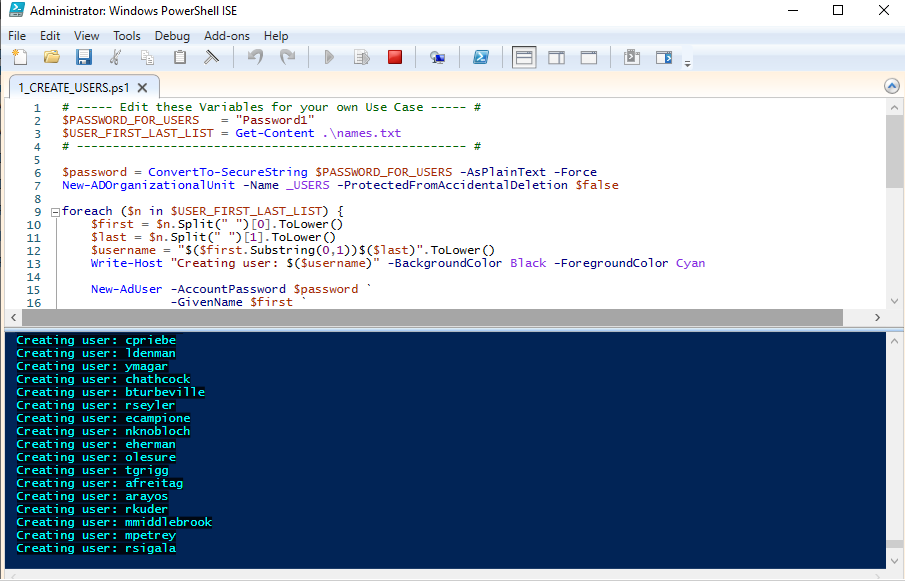 Administrator: Windows PowerShell ISE
File Edit View Tools Debug Add-ons Help
1_CREATE_USERS.ps1
1 # ----- Edit these Variables for your own Use Case ----- #
2 $PASSWORD_FOR_USERS   = "Password1"
3 $USER_FIRST_LAST_LIST = Get-Content .\names.txt
4 # ------------------------------------------------------ #
5
6 $password = ConvertTo-SecureString $PASSWORD_FOR_USERS -AsPlainText -Force
7 New-ADOrganizationalUnit -Name _USERS -ProtectedFromAccidentalDeletion $false
8
9 foreach ($n in $USER_FIRST_LAST_LIST) {
10     $first = $n.Split(" ")[0].ToLower()
11     $last = $n.Split(" ")[1].ToLower()
12     $username = "$($first.Substring(0,1))$($last)".ToLower()
13     Write-Host "Creating user: $($username)" -BackgroundColor Black -ForegroundColor Cyan
14
15     New-AdUser -AccountPassword $password `
16                -GivenName $first `
Creating user: cpriebe
Creating user: ldenman
Creating user: ymagar
Creating user: chathcock
Creating user: bturbeville
Creating user: rseyler
Creating user: ecampione
Creating user: nknobloch
Creating user: eherman
Creating user: olesure
Creating user: tgrigg
Creating user: afreitag
Creating user: arayos
Creating user: rkuder
Creating user: mmiddlebrook
Creating user: mpetrey
Creating user: rsigala